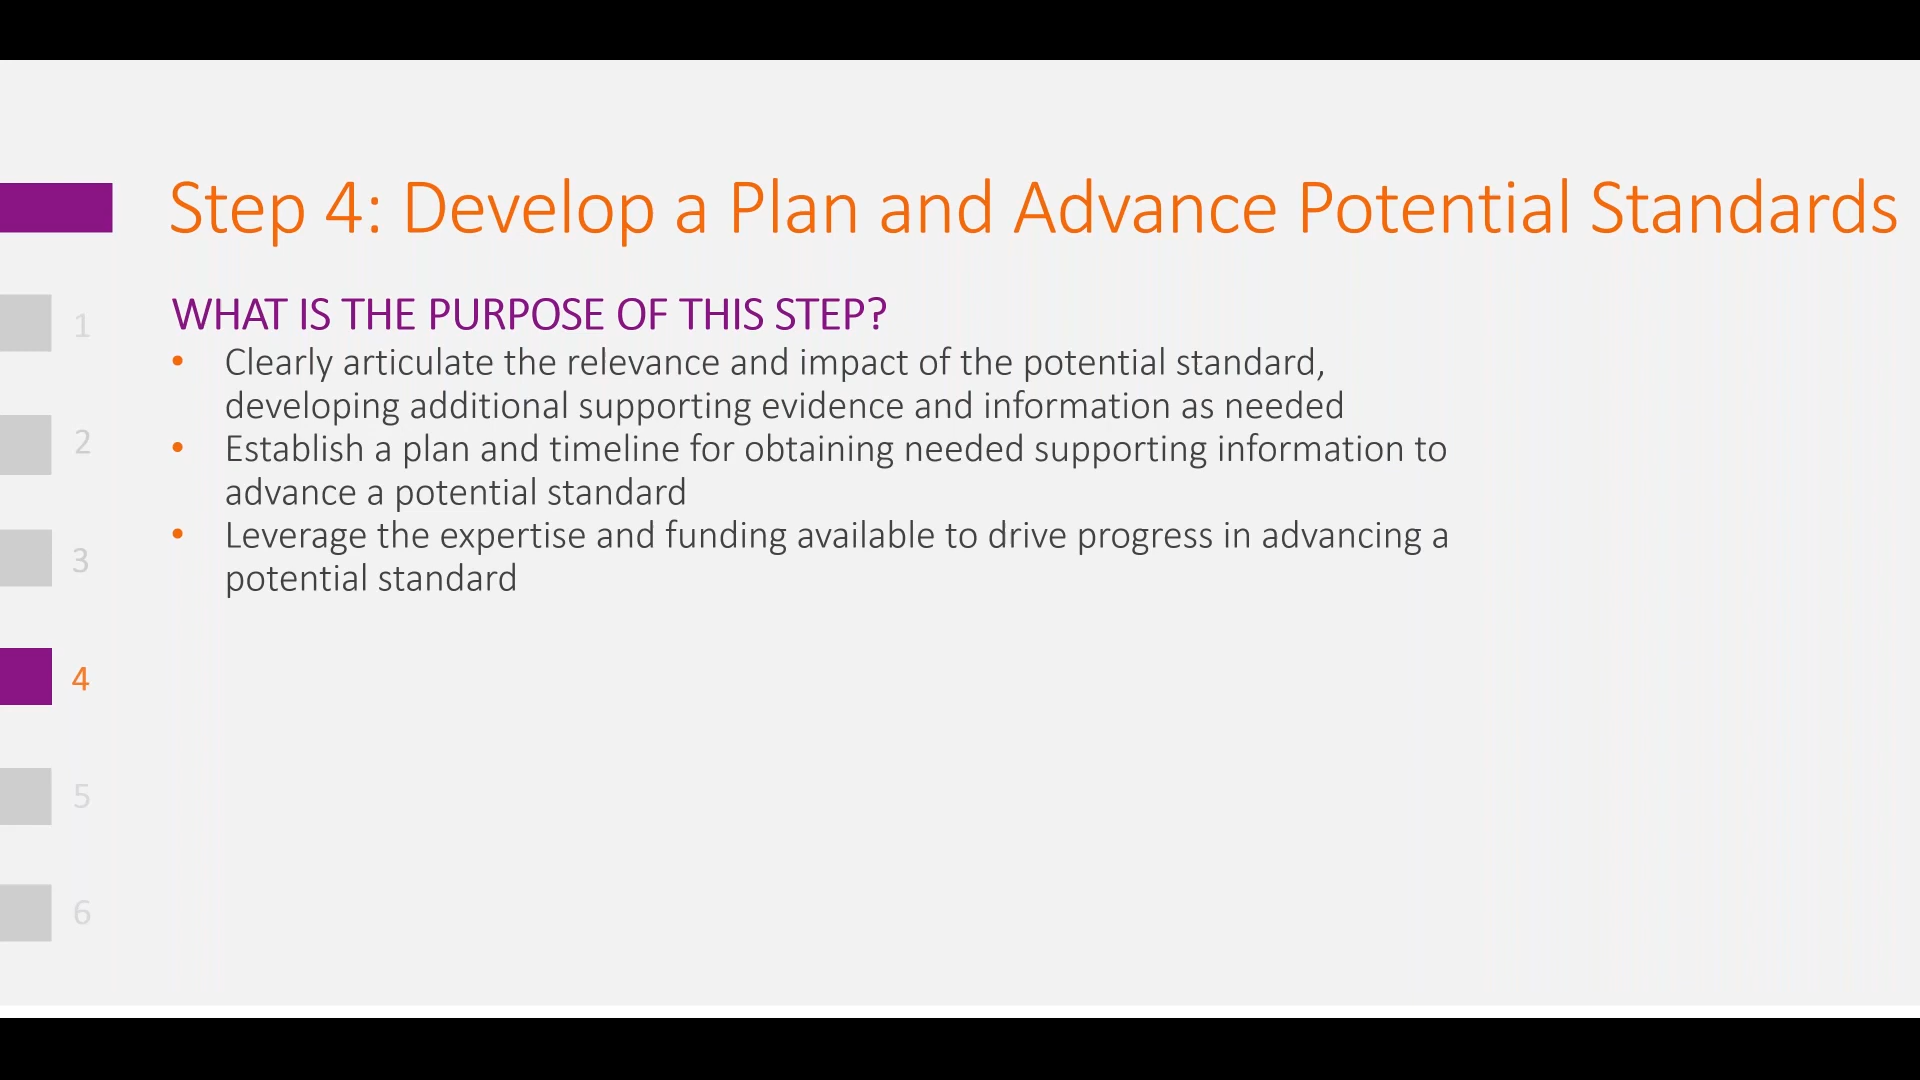 Step 4: Develop a Plan and Advance Potential Standards
WHAT IS THE PURPOSE OF THIS STEP?
• Clearly articulate the relevance and impact of the potential standard,
developing additional supporting evidence and information as needed
• Establish a plan and timeline for obtaining needed supporting information to
advance a potential standard
• Leverage the expertise and funding available to drive progress in advancing a
potential standard
1
2
3
4
5
6